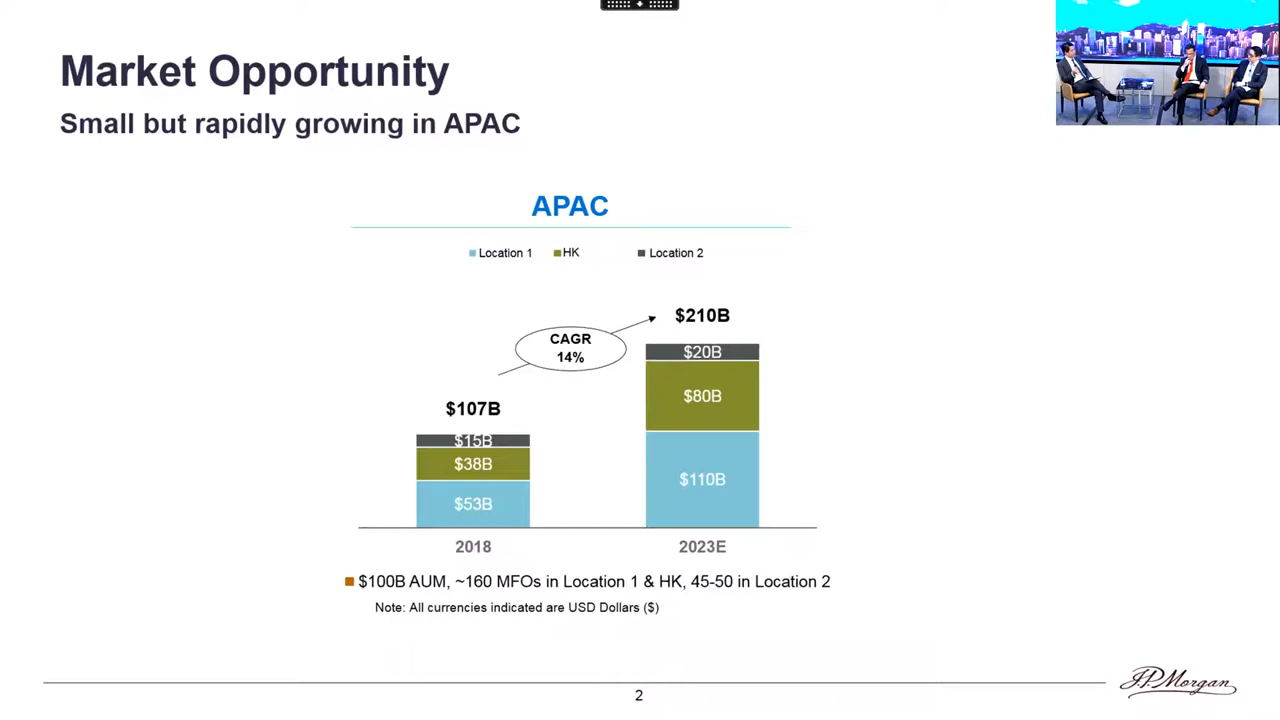 Market Opportunity
Small but rapidly growing in APAC
APAC
Location 1 HK Location 2
$210B
CAGR
14%
$20B
$80B
$107B
$15B
$38B
$110B
$53B
2018 2023E
$100B AUM, ~160 MFOs in Location 1 & HK, 45-50 in Location 2
Note: All currencies indicated are USD Dollars ($)
2
J.P.Morgan